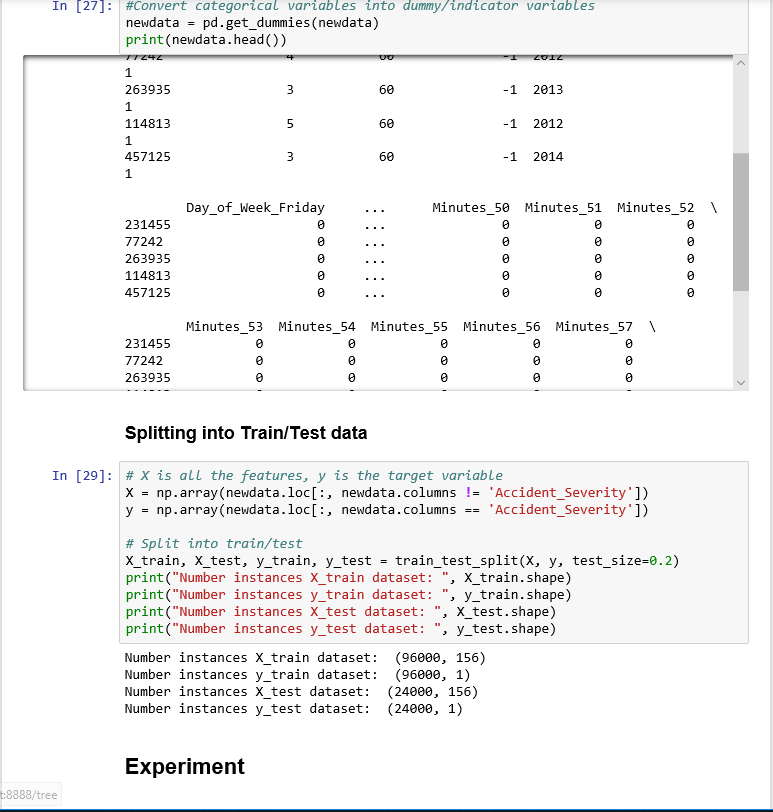 In [27]: #Convert categorical variables into dummy/indicator variables
newdata = pd.get_dummies(newdata)
print(newdata.head())
77242 4 60 -1 2012
1
263935 3 60 -1 2013
1
114813 5 60 -1 2012
1
457125 3 60 -1 2014
1
Day_of_Week_Friday ... Minutes_50 Minutes_51 Minutes_52 \
231455 0 ... 0 0 0
77242 0 ... 0 0 0
263935 0 ... 0 0 0
114813 0 ... 0 0 0
457125 0 ... 0 0 0
Minutes_53 Minutes_54 Minutes_55 Minutes_56 Minutes_57 \
231455 0 0 0 0 0
77242 0 0 0 0 0
263935 0 0 0 0 0
Splitting into Train/Test data
In [29]: # X is all the features, y is the target variable
X = np.array(newdata.loc[:, newdata.columns != 'Accident_Severity'])
y = np.array(newdata.loc[:, newdata.columns == 'Accident_Severity'])
# Split into train/test
X_train, X_test, y_train, y_test = train_test_split(X, y, test_size=0.2)
print("Number instances X_train dataset: ", X_train.shape)
print("Number instances y_train dataset: ", y_train.shape)
print("Number instances X_test dataset: ", X_test.shape)
print("Number instances y_test dataset: ", y_test.shape)
Number instances X_train dataset: (96000, 156)
Number instances y_train dataset: (96000, 1)
Number instances X_test dataset: (24000, 156)
Number instances y_test dataset: (24000, 1)
Experiment
t:8888/tree